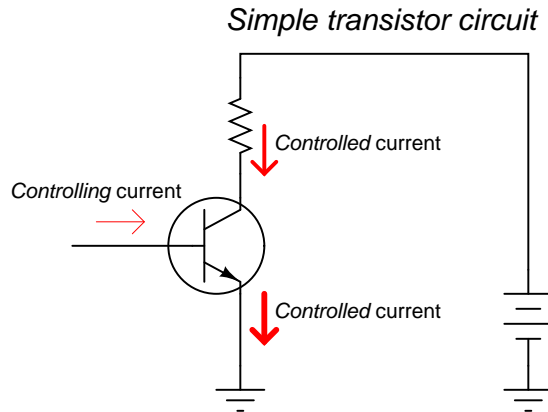 Simple transistor circuit
Controlled current
Controlling current
Controlled current